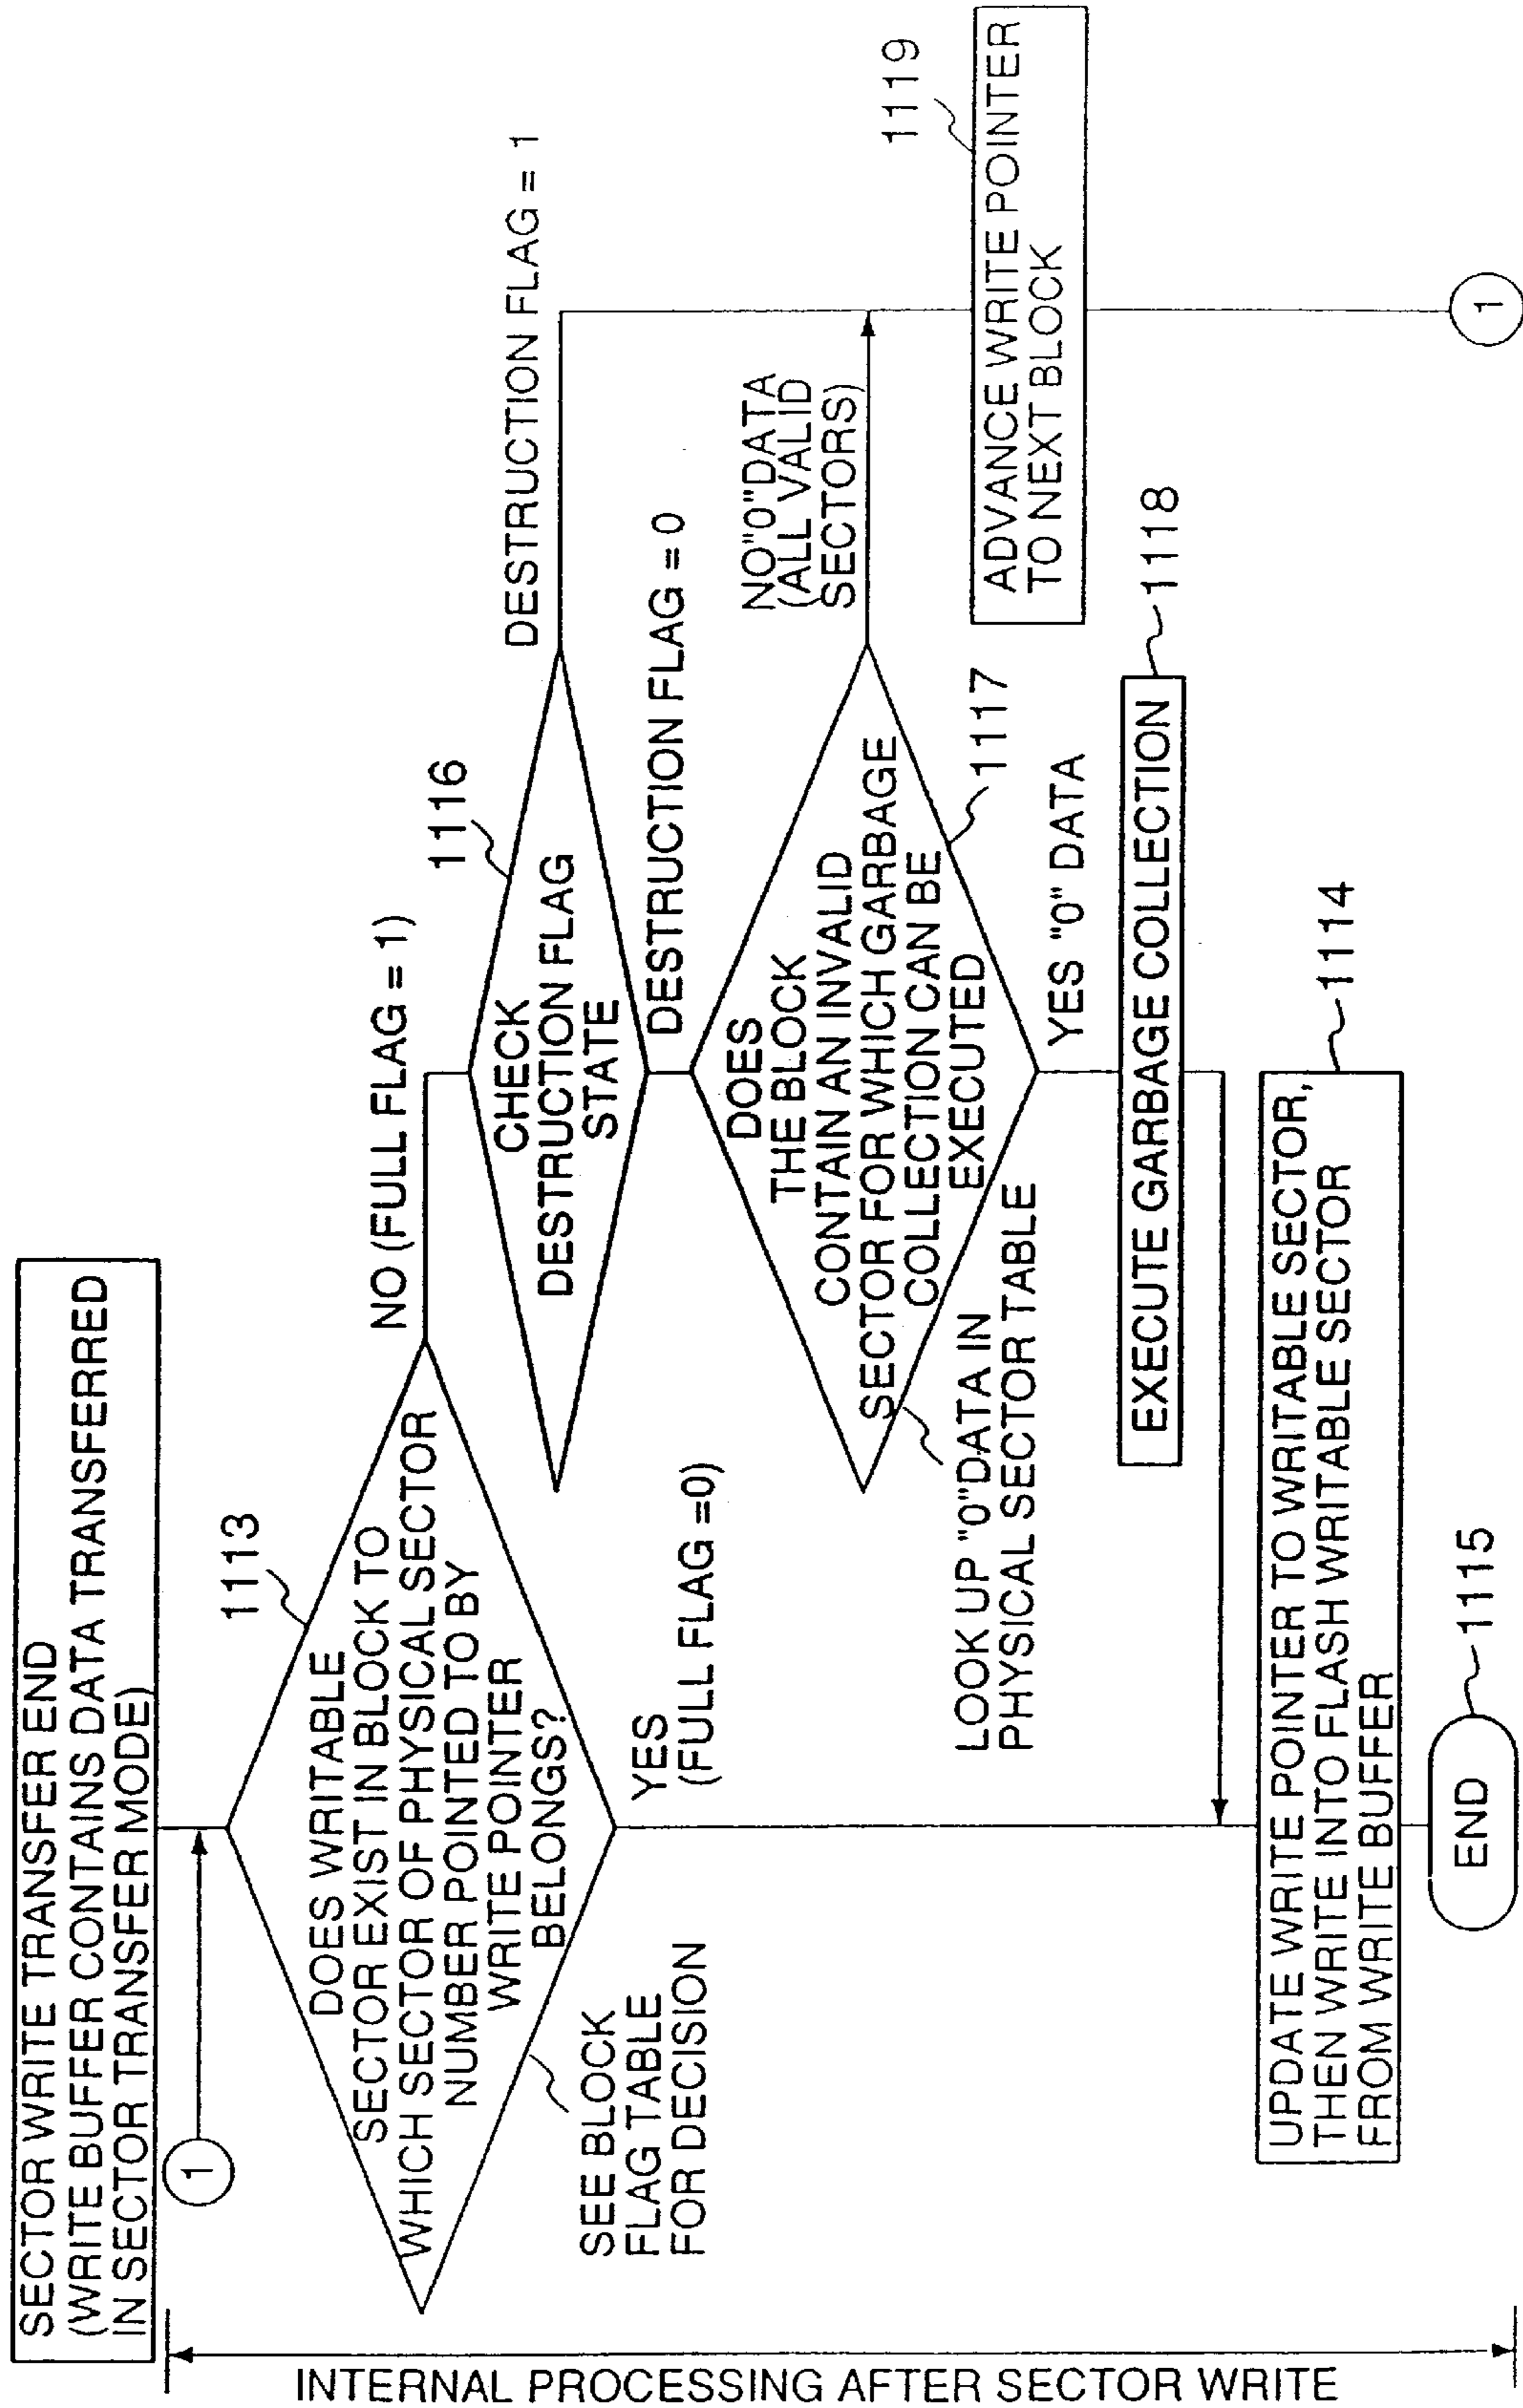 SECTOR WRITE TRANSFER END
(WRITE BUFFER CONTAINS DATA TRANSFERRED
IN SECTOR TRANSFER MODE)
1
1113
DOES WRITABLE
SECTOR EXIST IN BLOCK TO
WHICH SECTOR OF PHYSICAL SECTOR
NUMBER POINTED TO BY
WRITE POINTER
BELONGS?
SEE BLOCK
FLAG TABLE
FOR DECISION
YES
(FULL FLAG =0)
NO (FULL FLAG = 1)
1116
CHECK
DESTRUCTION FLAG
STATE
DESTRUCTION FLAG = 1
DESTRUCTION FLAG = 0
DOES
THE BLOCK
CONTAIN AN INVALID
SECTOR FOR WHICH GARBAGE
COLLECTION CAN BE
EXECUTED
1117
LOOK UP "0"DATA IN
PHYSICAL SECTOR TABLE
NO"0"DATA
(ALL VALID
SECTORS)
YES "0" DATA
1119
ADVANCE WRITE POINTER
TO NEXT BLOCK
1
EXECUTE GARBAGE COLLECTION
1118
UPDATE WRITE POINTER TO WRITABLE SECTOR,
THEN WRITE INTO FLASH WRITABLE SECTOR
FROM WRITE BUFFER
1114
END
1115
INTERNAL PROCESSING AFTER SECTOR WRITE